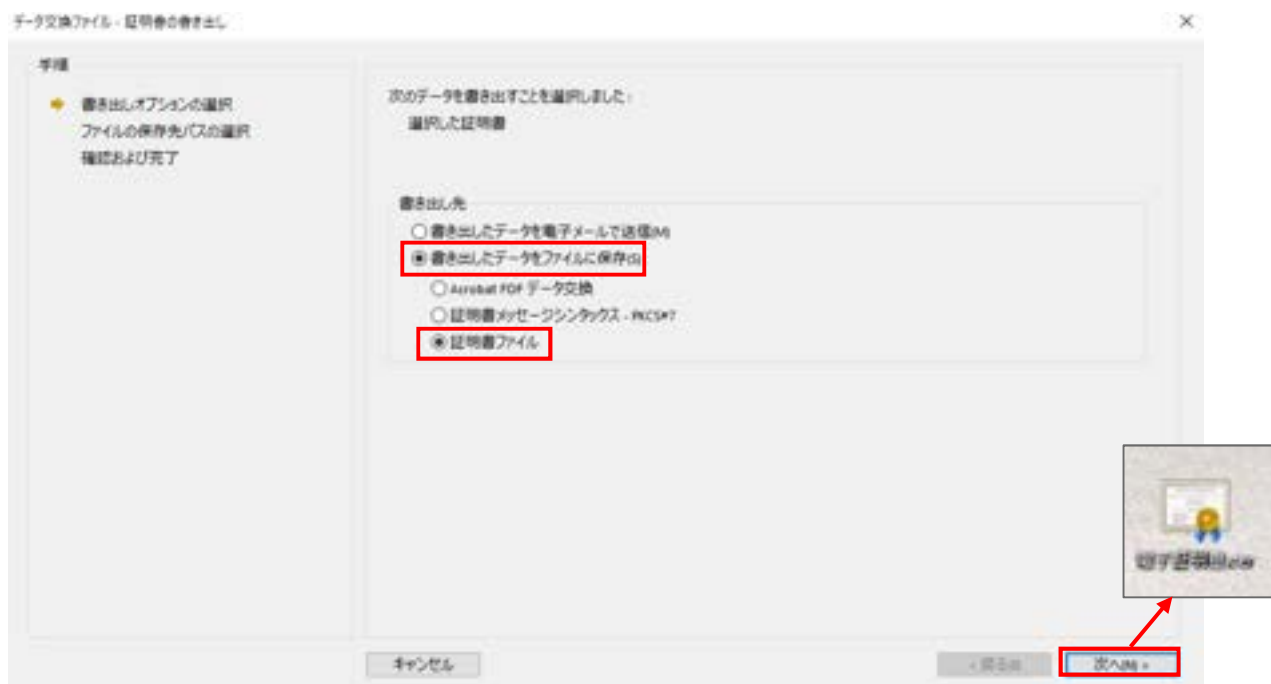 データ交換ファイル - 証明書の書き出し
手順
書き出しオプションの選択
ファイルの保存先パスの選択
確認および完了
次のデータを書き出すことを選択しました:
選択した証明書
書き出し先
書き出したデータを電子メールで送信(M)
書き出したデータをファイルに保存(S)
Acrobat FDF データ交換
証明書メッセージシンタックス - PKCS#7
証明書ファイル
キャンセル
< 戻る(B)
次へ(N) >